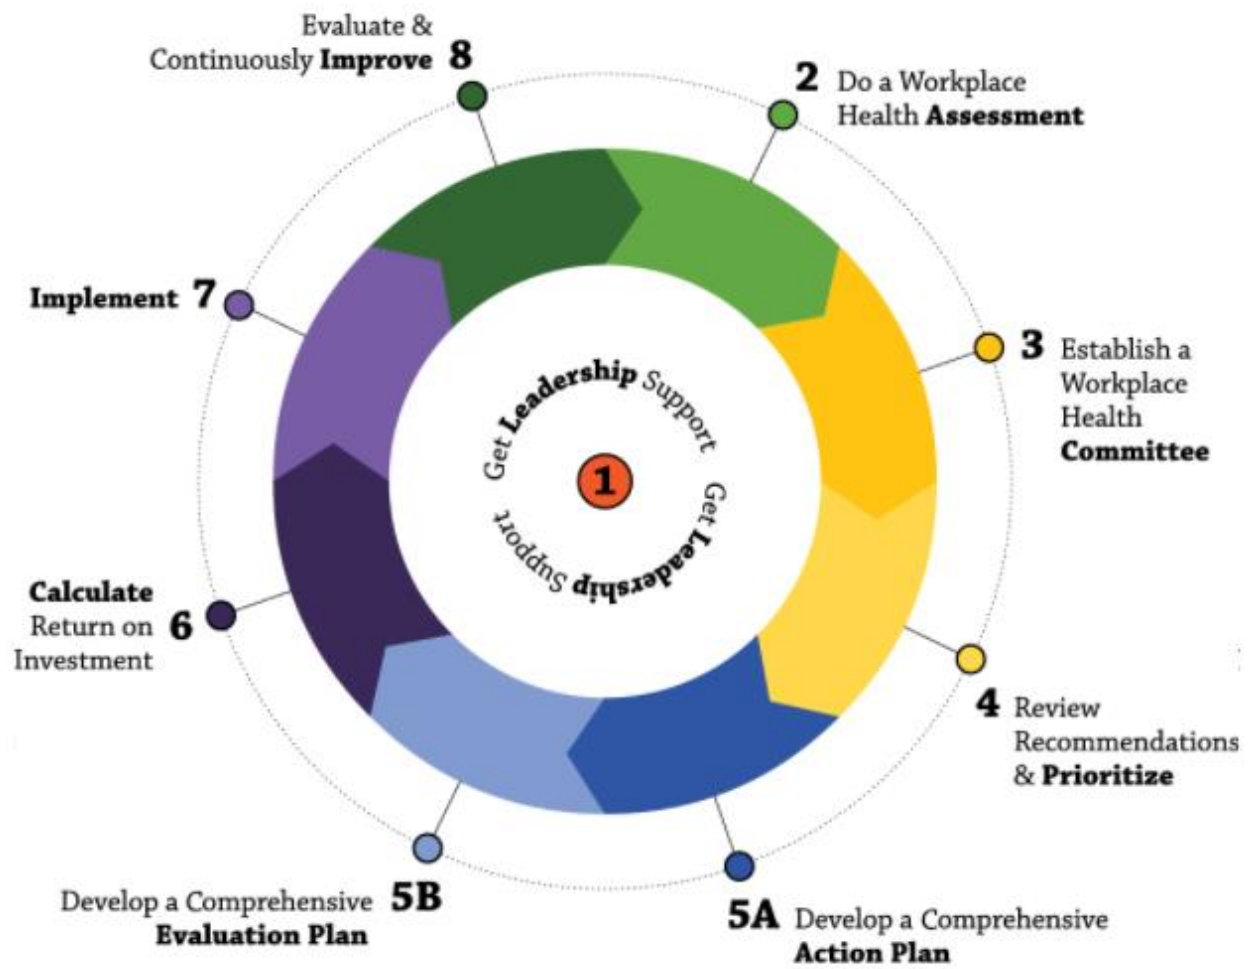 Evaluate &
Continuously Improve 8
2 Do a Workplace
Health Assessment
3 Establish a
Workplace
Health
Committee
4 Review
Recommendations
& Prioritize
5A Develop a Comprehensive
Action Plan
5B Develop a Comprehensive
Evaluation Plan
Calculate
Return on
Investment
6
Implement 7
Get Leadership Support
1
Get Leadership Support